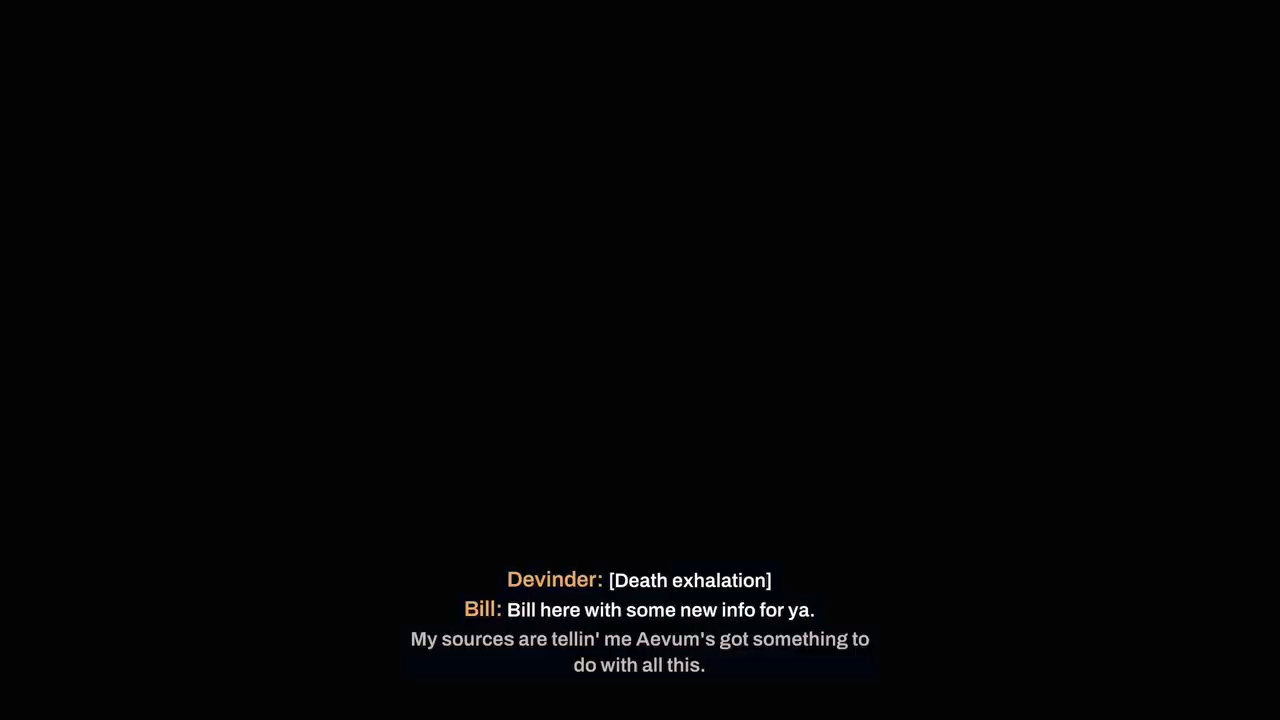 Devinder: [Death exhalation]
Bill: Bill here with some new info for ya.
My sources are tellin' me Aevum's got something to
do with all this.